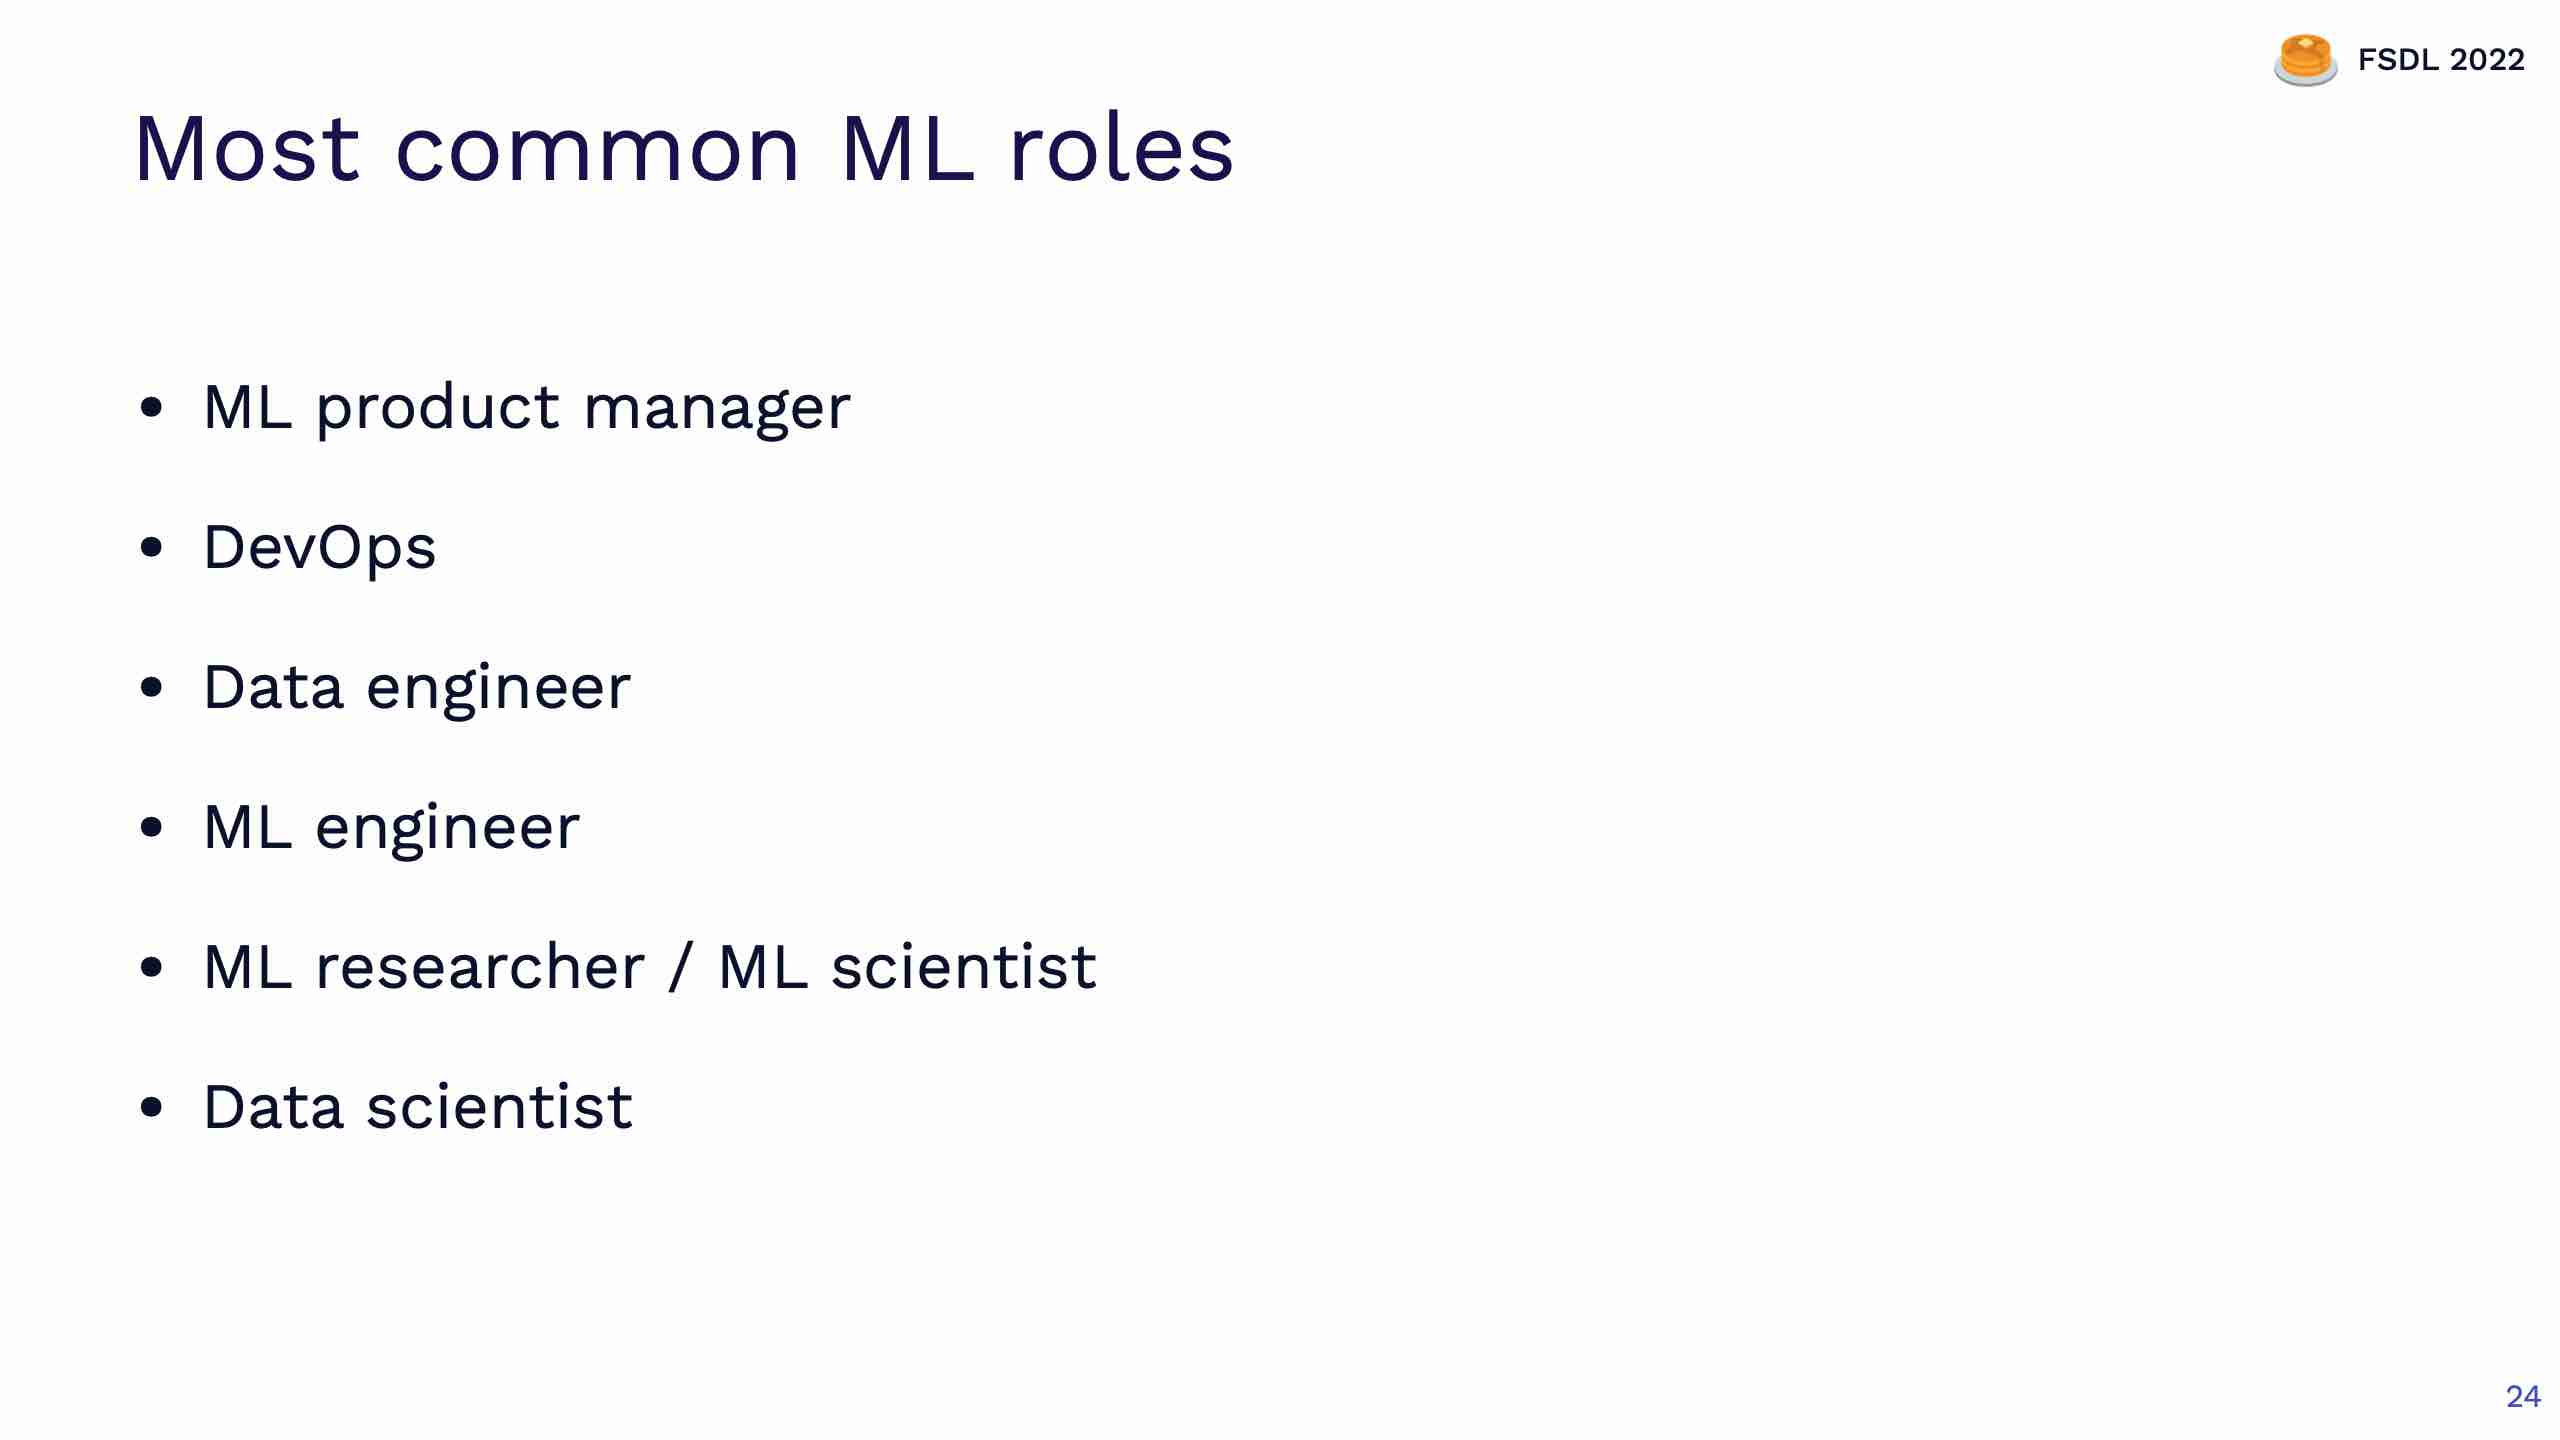 FSDL 2022
Most common ML roles
• ML product manager
• DevOps
• Data engineer
• ML engineer
• ML researcher / ML scientist
• Data scientist
24